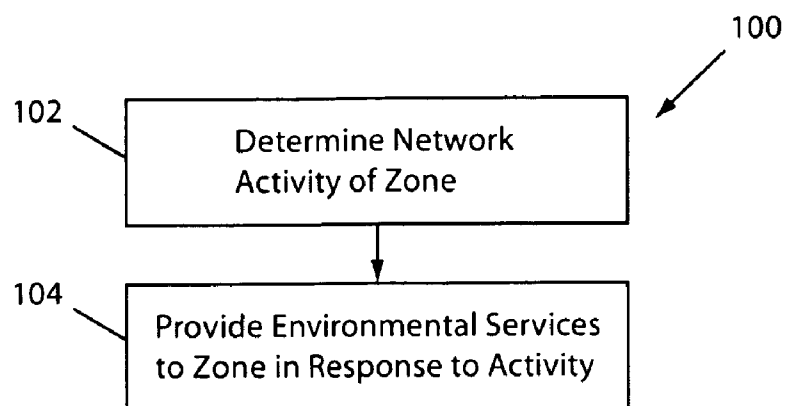 100
102
Determine Network
Activity of Zone
104
Provide Environmental Services
to Zone in Response to Activity